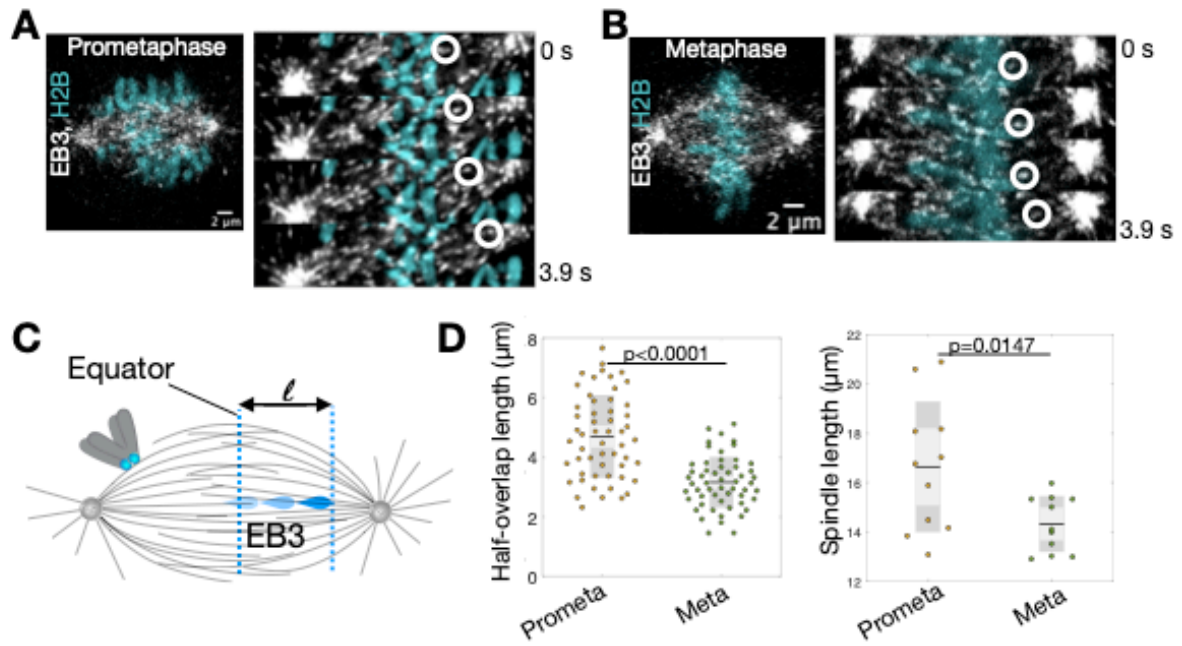 A
Prometaphase
EB3, H2B
2 µm
0 s
3.9 s
B
Metaphase
EB3, H2B
2 µm
0 s
3.9 s
C
Equator
ℓ
EB3
D
Half-overlap length (µm)
8
6
4
2
0
p<0.0001
Prometa
Meta
Spindle length (µm)
22
20
18
16
14
12
p=0.0147
Prometa
Meta